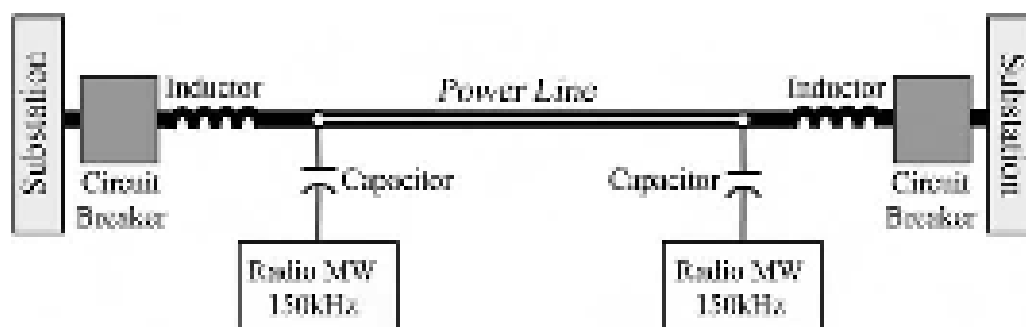 Substation
Inductor
Power Line
Inductor
Substation
Circuit
Breaker
Capacitor
Capacitor
Circuit
Breaker
Radio MW
150kHz
Radio MW
150kHz